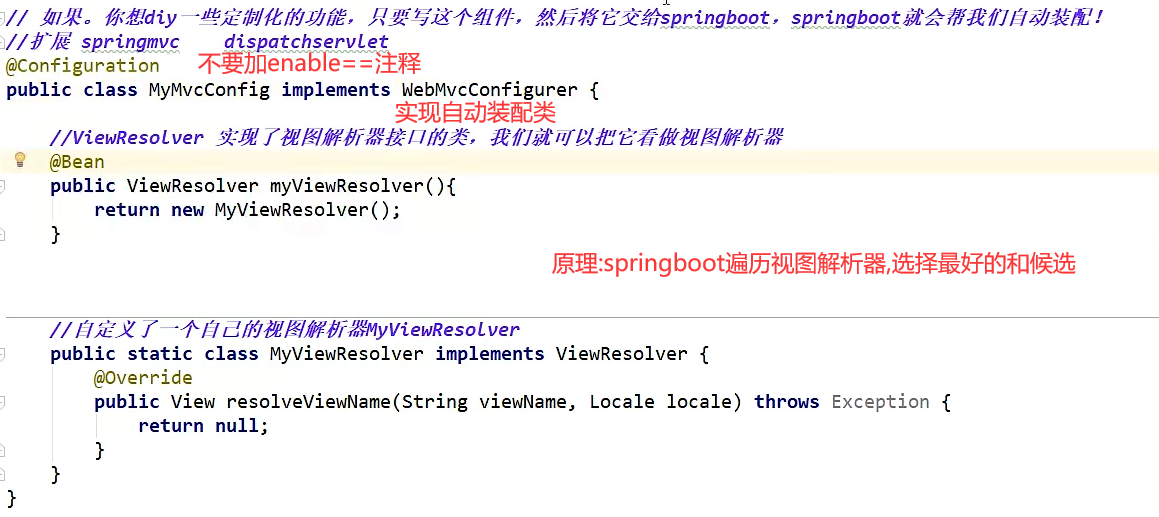 // 如果。你想diy一些定制化的功能，只要写这个组件，然后将它交给springboot，springboot就会帮我们自动装配！
//扩展 springmvc    dispatchservlet
@Configuration 不要加enable==注释
public class MyMvcConfig implements WebMvcConfigurer {
实现自动装配类
//ViewResolver 实现了视图解析器接口的类，我们就可以把它看做视图解析器
@Bean
public ViewResolver myViewResolver(){
return new MyViewResolver();
}
原理:springboot遍历视图解析器,选择最好的和候选
//自定义了一个自己的视图解析器MyViewResolver
public static class MyViewResolver implements ViewResolver {
@Override
public View resolveViewName(String viewName, Locale locale) throws Exception {
return null;
}
}
}